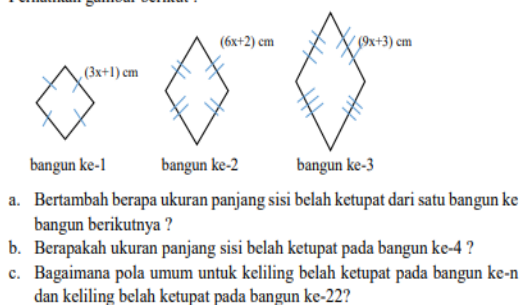 (6x+2) cm
(9x+3) cm
(3x+1) cm
bangun ke-1
bangun ke-2
bangun ke-3
a. Bertambah berapa ukuran panjang sisi belah ketupat dari satu bangun ke
bangun berikutnya ?
b. Berapakah ukuran panjang sisi belah ketupat pada bangun ke-4 ?
c. Bagaimana pola umum untuk keliling belah ketupat pada bangun ke-n
dan keliling belah ketupat pada bangun ke-22?